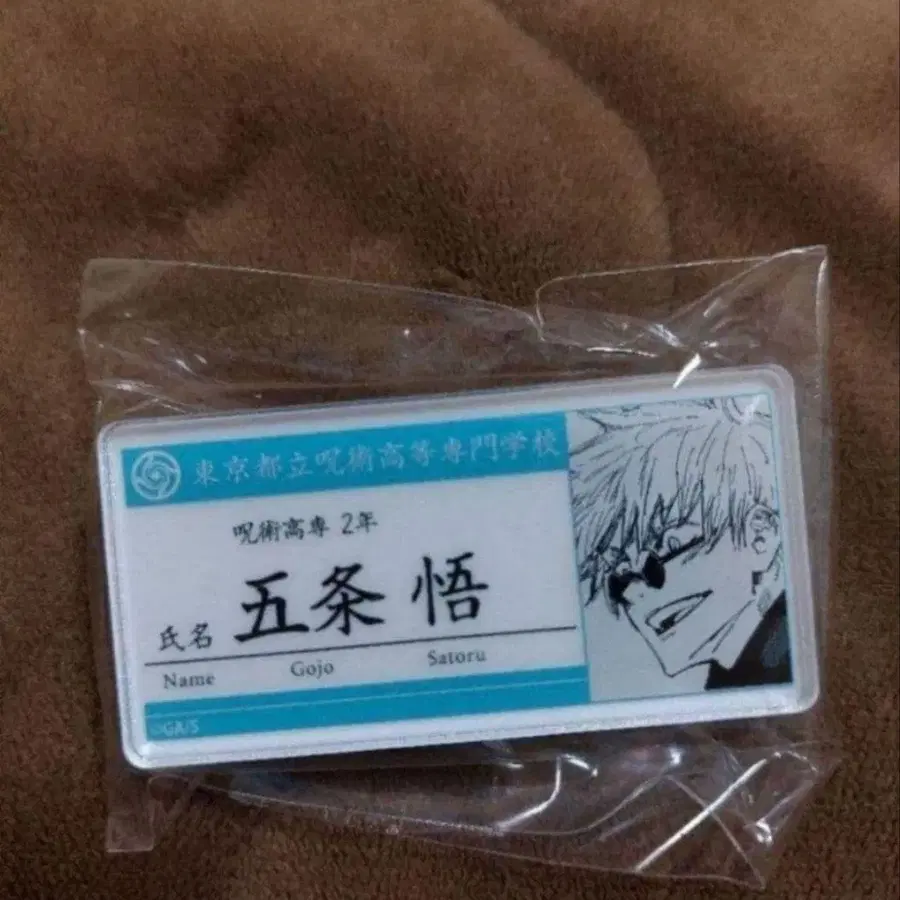 東京都立呪術高等専門学校
呪術高専 2年
氏名 五条 悟
Name Gojo Satoru
©GA/S